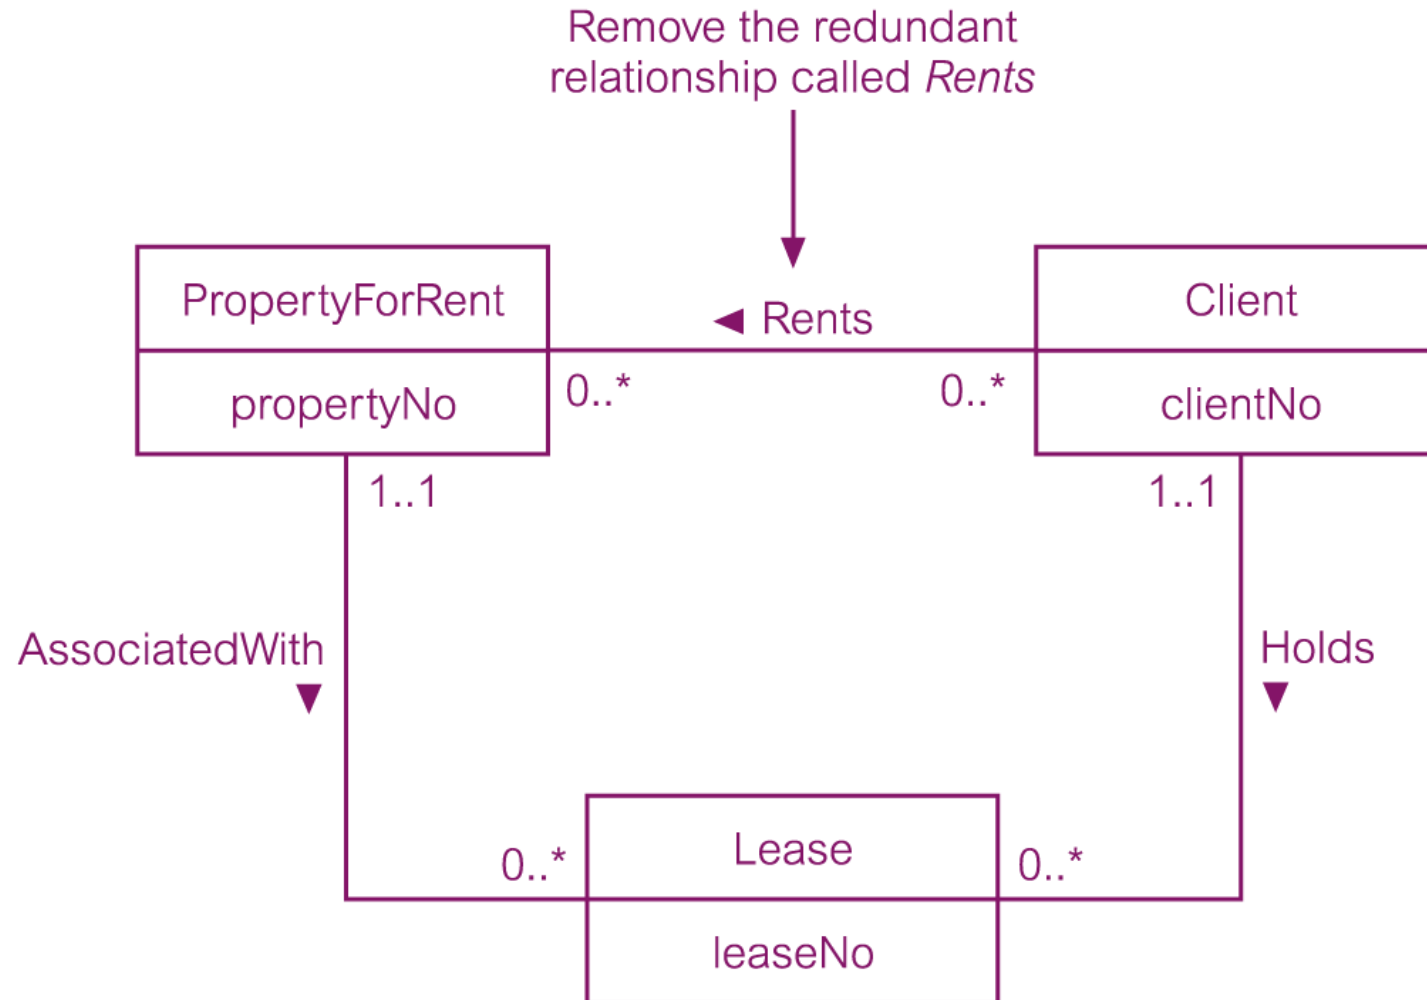 Remove the redundant
relationship called Rents
PropertyForRent
◄ Rents
Client
propertyNo
0..*
0..*
clientNo
1..1
1..1
AssociatedWith
▼
Holds
▼
0..*
Lease
0..*
leaseNo